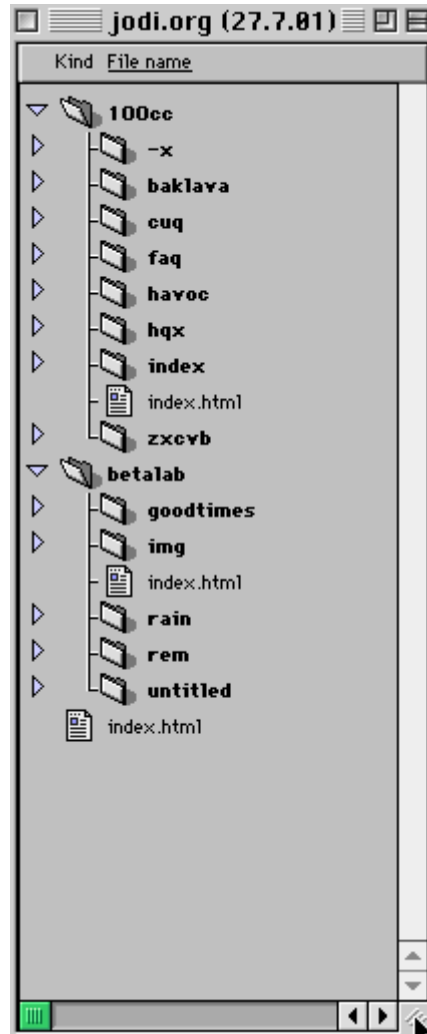 jodi.org (27.7.01)
Kind File name
100cc
-x
baklava
cuq
faq
havoc
hqx
index
index.html
zxcvb
betalab
goodtimes
img
index.html
rain
rem
untitled
index.html